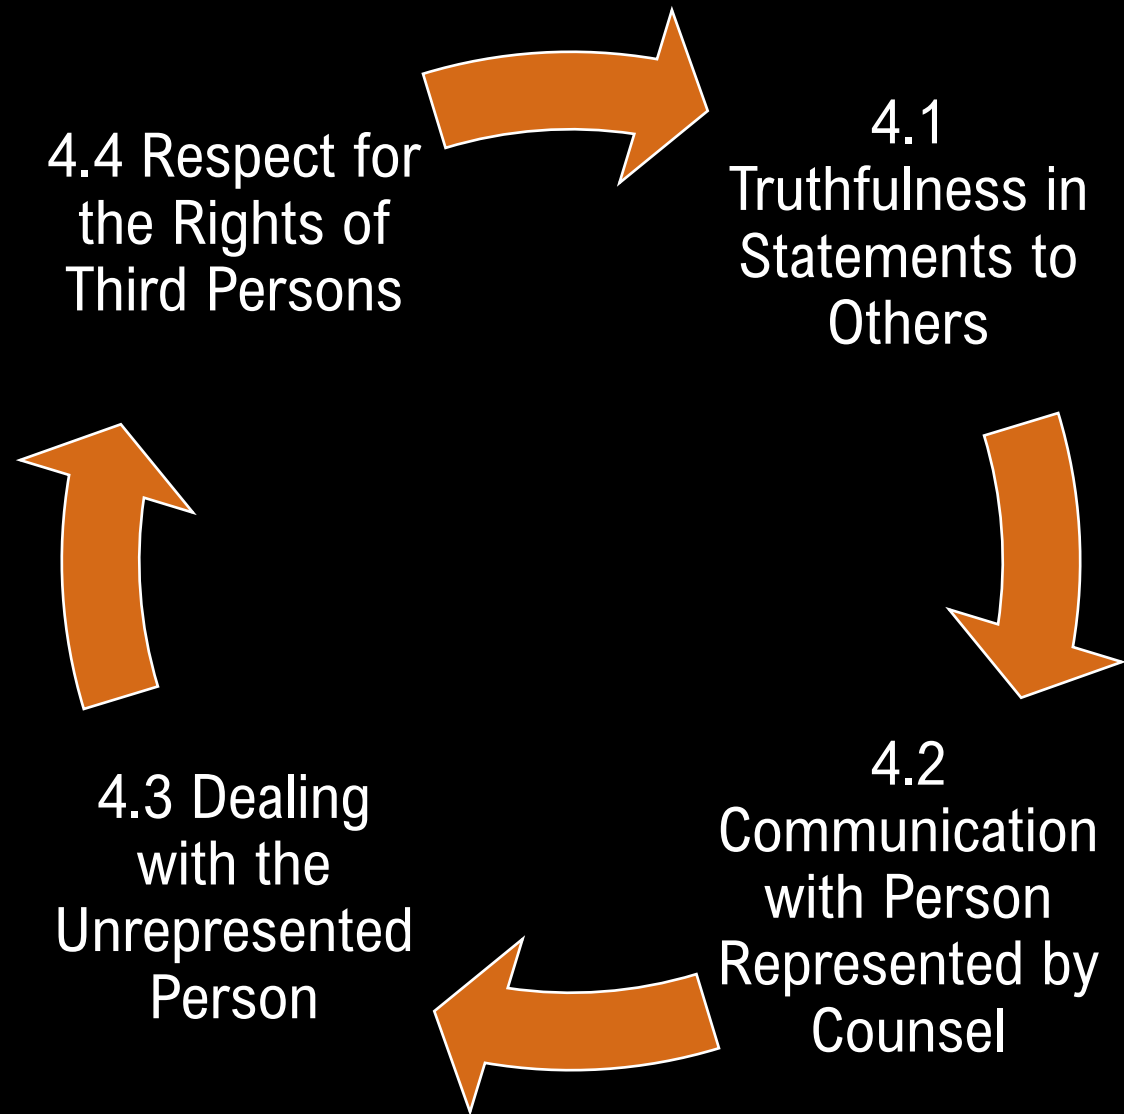 4.4 Respect for
the Rights of
Third Persons
4.1
Truthfulness in
Statements to
Others
4.2
Communication
with Person
Represented by
Counsel
4.3 Dealing
with the
Unrepresented
Person